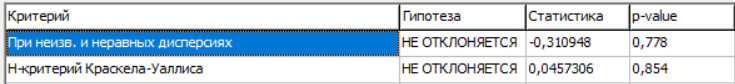 Критерий Гипотеза Статистика p-value
При неизв. и неравных дисперсиях НЕ ОТКЛОНЯЕТСЯ -0,310948 0,778
Н-критерий Краскела-Уаллиса НЕ ОТКЛОНЯЕТСЯ 0,0457306 0,854